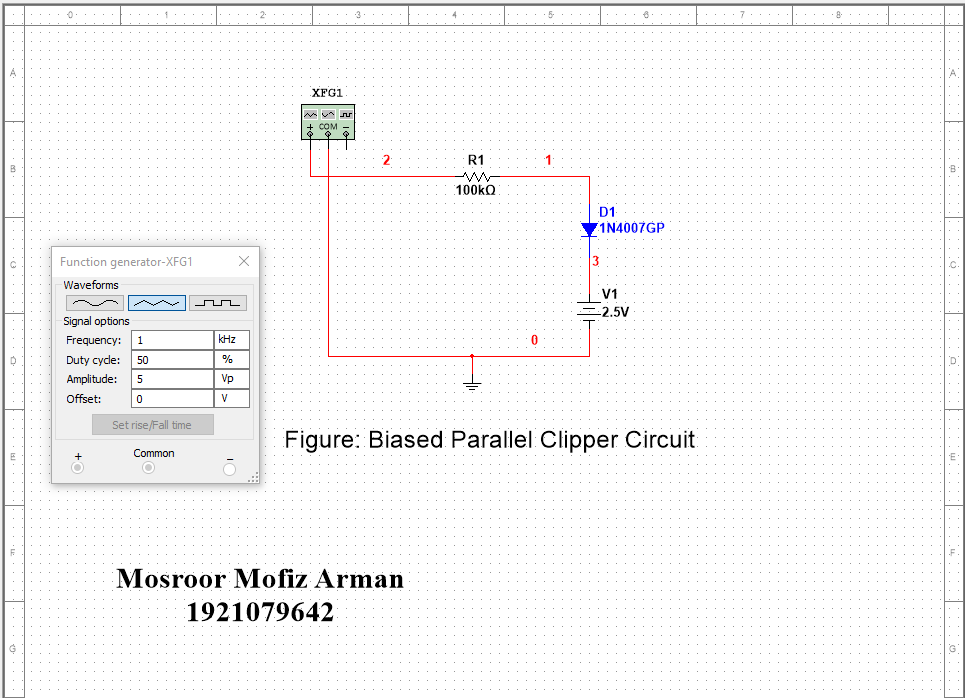 0 1 2 3 4 5 6 7 8
A A
XFG1
COM
B B
2 R1 1
100kΩ
D1
1N4007GP
C C
3
Function generator-XFG1
Waveforms
V1
2.5V
Signal options
Frequency: 1 kHz
0
Duty cycle: 50 %
D D
Amplitude: 5 Vp
Offset: 0 V
Set rise/Fall time
Figure: Biased Parallel Clipper Circuit
+ Common −
E E
F F
Mosroor Mofiz Arman
1921079642
G G